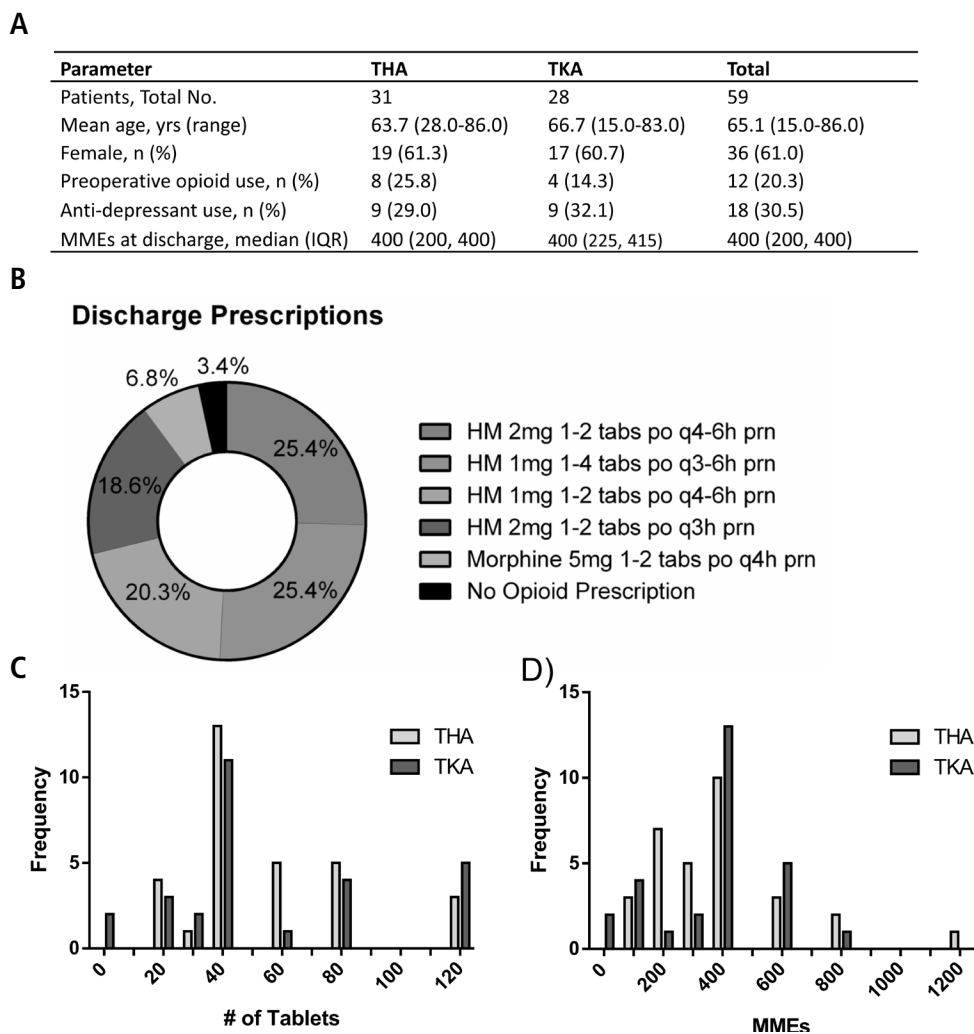 A
Parameter THA TKA Total
Patients, Total No. 31 28 59
Mean age, yrs (range) 63.7 (28.0-86.0) 66.7 (15.0-83.0) 65.1 (15.0-86.0)
Female, n (%) 19 (61.3) 17 (60.7) 36 (61.0)
Preoperative opioid use, n (%) 8 (25.8) 4 (14.3) 12 (20.3)
Anti-depressant use, n (%) 9 (29.0) 9 (32.1) 18 (30.5)
MMEs at discharge, median (IQR) 400 (200, 400) 400 (225, 415) 400 (200, 400)
B
Discharge Prescriptions
3.4%
6.8%
25.4%
18.6%
20.3%
25.4%
HM 2mg 1-2 tabs po q4-6h prn
HM 1mg 1-4 tabs po q3-6h prn
HM 1mg 1-2 tabs po q4-6h prn
HM 2mg 1-2 tabs po q3h prn
Morphine 5mg 1-2 tabs po q4h prn
No Opioid Prescription
C
Frequency
15
10
5
0
THA
TKA
0 20 40 60 80 100 120
# of Tablets
D)
Frequency
15
10
5
0
THA
TKA
0 200 400 600 800 1000 1200
MMEs